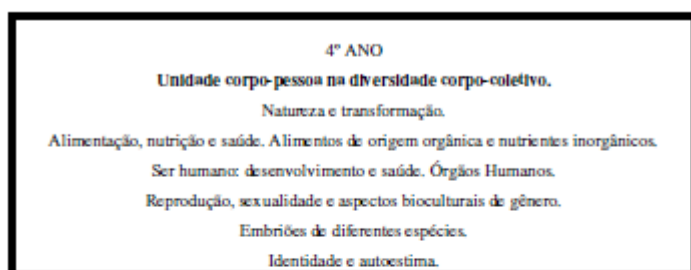 4º ANO
Unidade corpo-pessoa na diversidade corpo-coletivo.
Natureza e transformação.
Alimentação, nutrição e saúde. Alimentos de origem orgânica e nutrientes inorgânicos.
Ser humano: desenvolvimento e saúde. Órgãos Humanos.
Reprodução, sexualidade e aspectos bioculturais de gênero.
Embriões de diferentes espécies.
Identidade e autoestima.